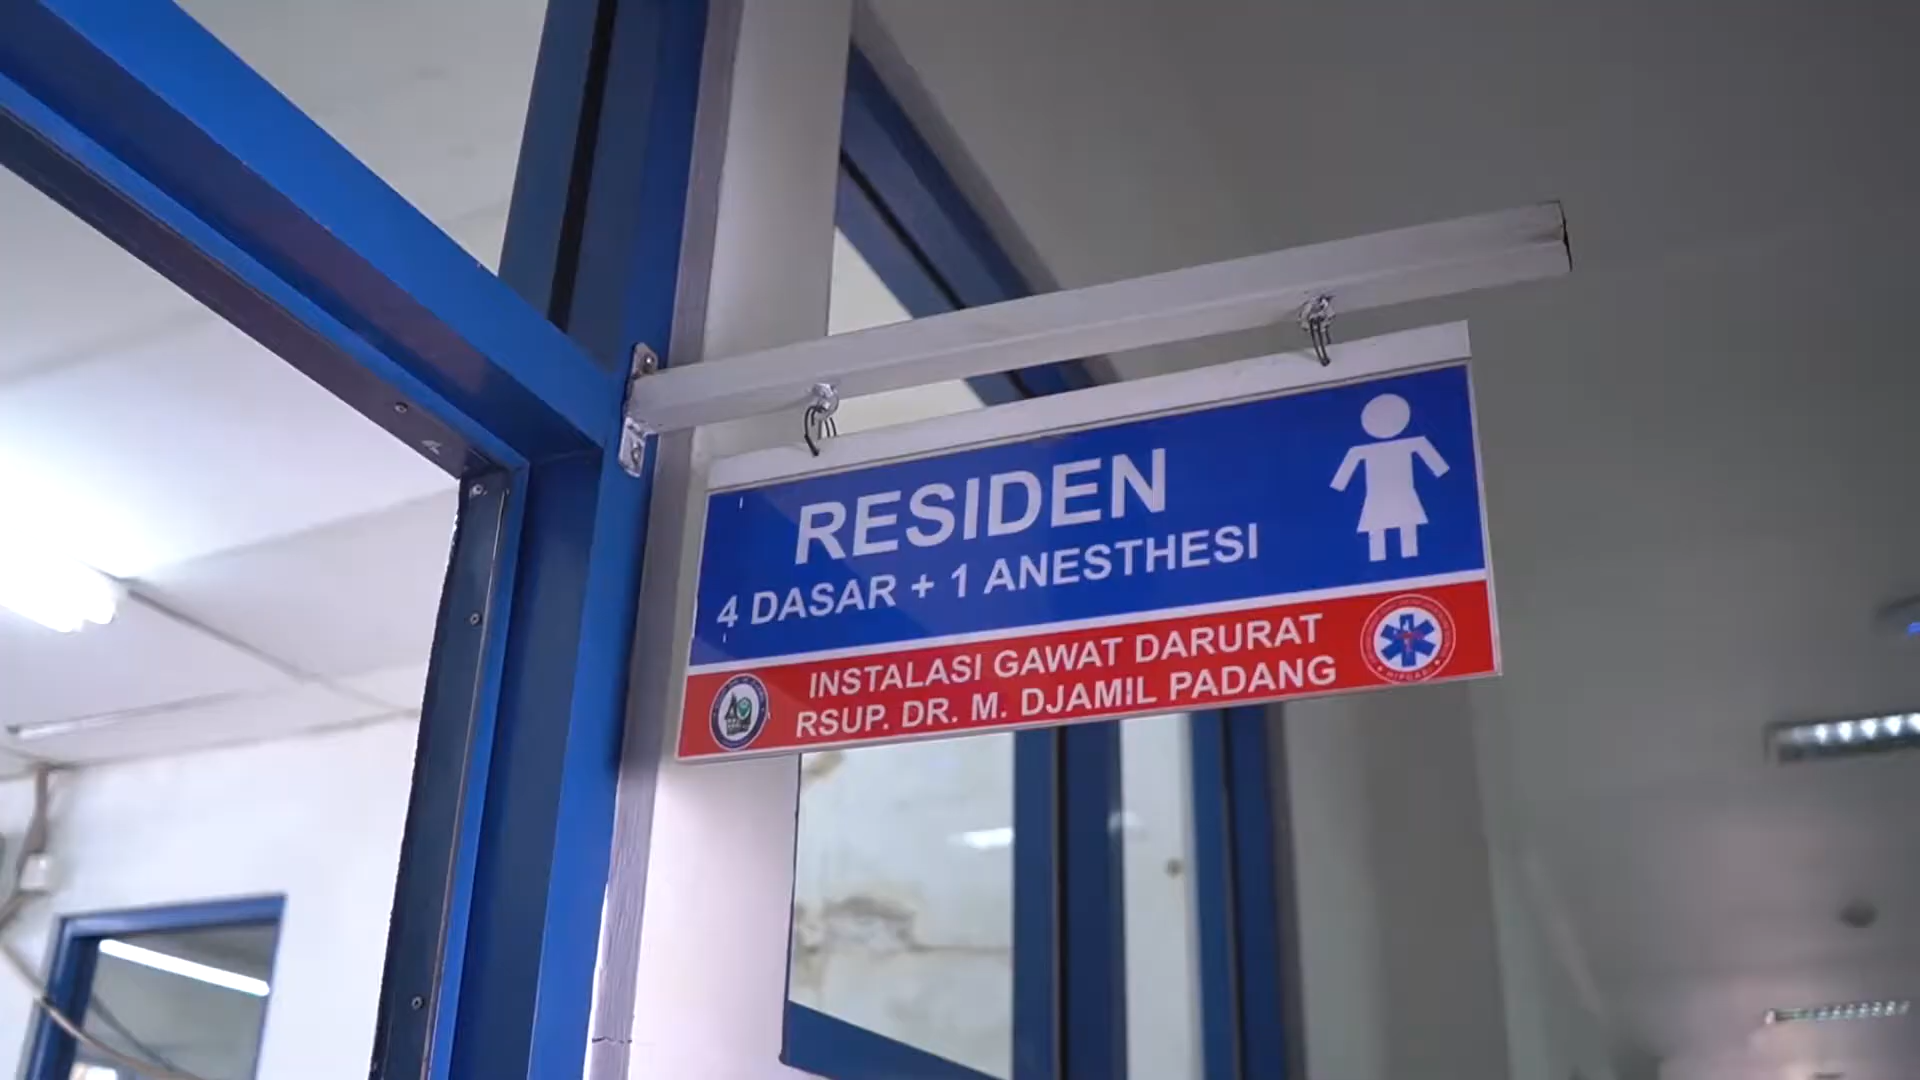 RESIDEN
4 DASAR + 1 ANESTHESI
INSTALASI GAWAT DARURAT
RSUP. DR. M. DJAMIL PADANG